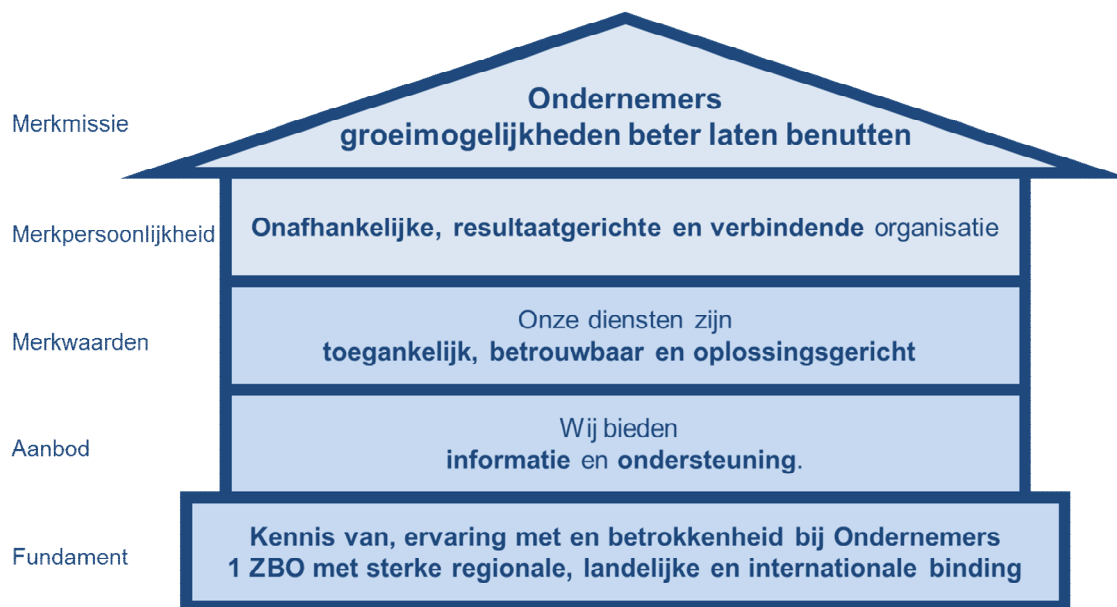 Merkmissie
Ondernemers
groeimogelijkheden beter laten benutten
Merkpersoonlijkheid
Onafhankelijke, resultaatgerichte en verbindende organisatie
Merkwaarden
Onze diensten zijn
toegankelijk, betrouwbaar en oplossingsgericht
Aanbod
Wij bieden
informatie en ondersteuning.
Fundament
Kennis van, ervaring met en betrokkenheid bij Ondernemers
1 ZBO met sterke regionale, landelijke en internationale binding